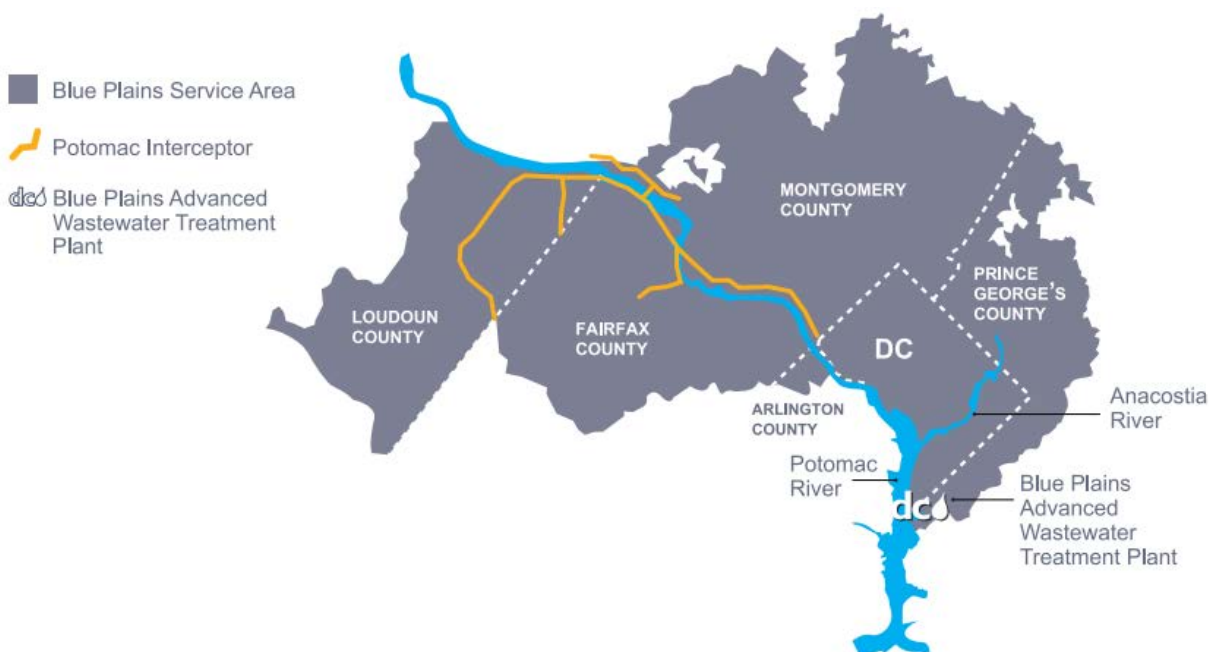 Blue Plains Service Area
Potomac Interceptor
dc Blue Plains Advanced
Wastewater Treatment
Plant
MONTGOMERY
COUNTY
PRINCE
GEORGE'S
COUNTY
LOUDOUN
COUNTY
FAIRFAX
COUNTY
DC
ARLINGTON
COUNTY
Anacostia
River
Potomac
River
dc
Blue Plains
Advanced
Wastewater
Treatment Plant